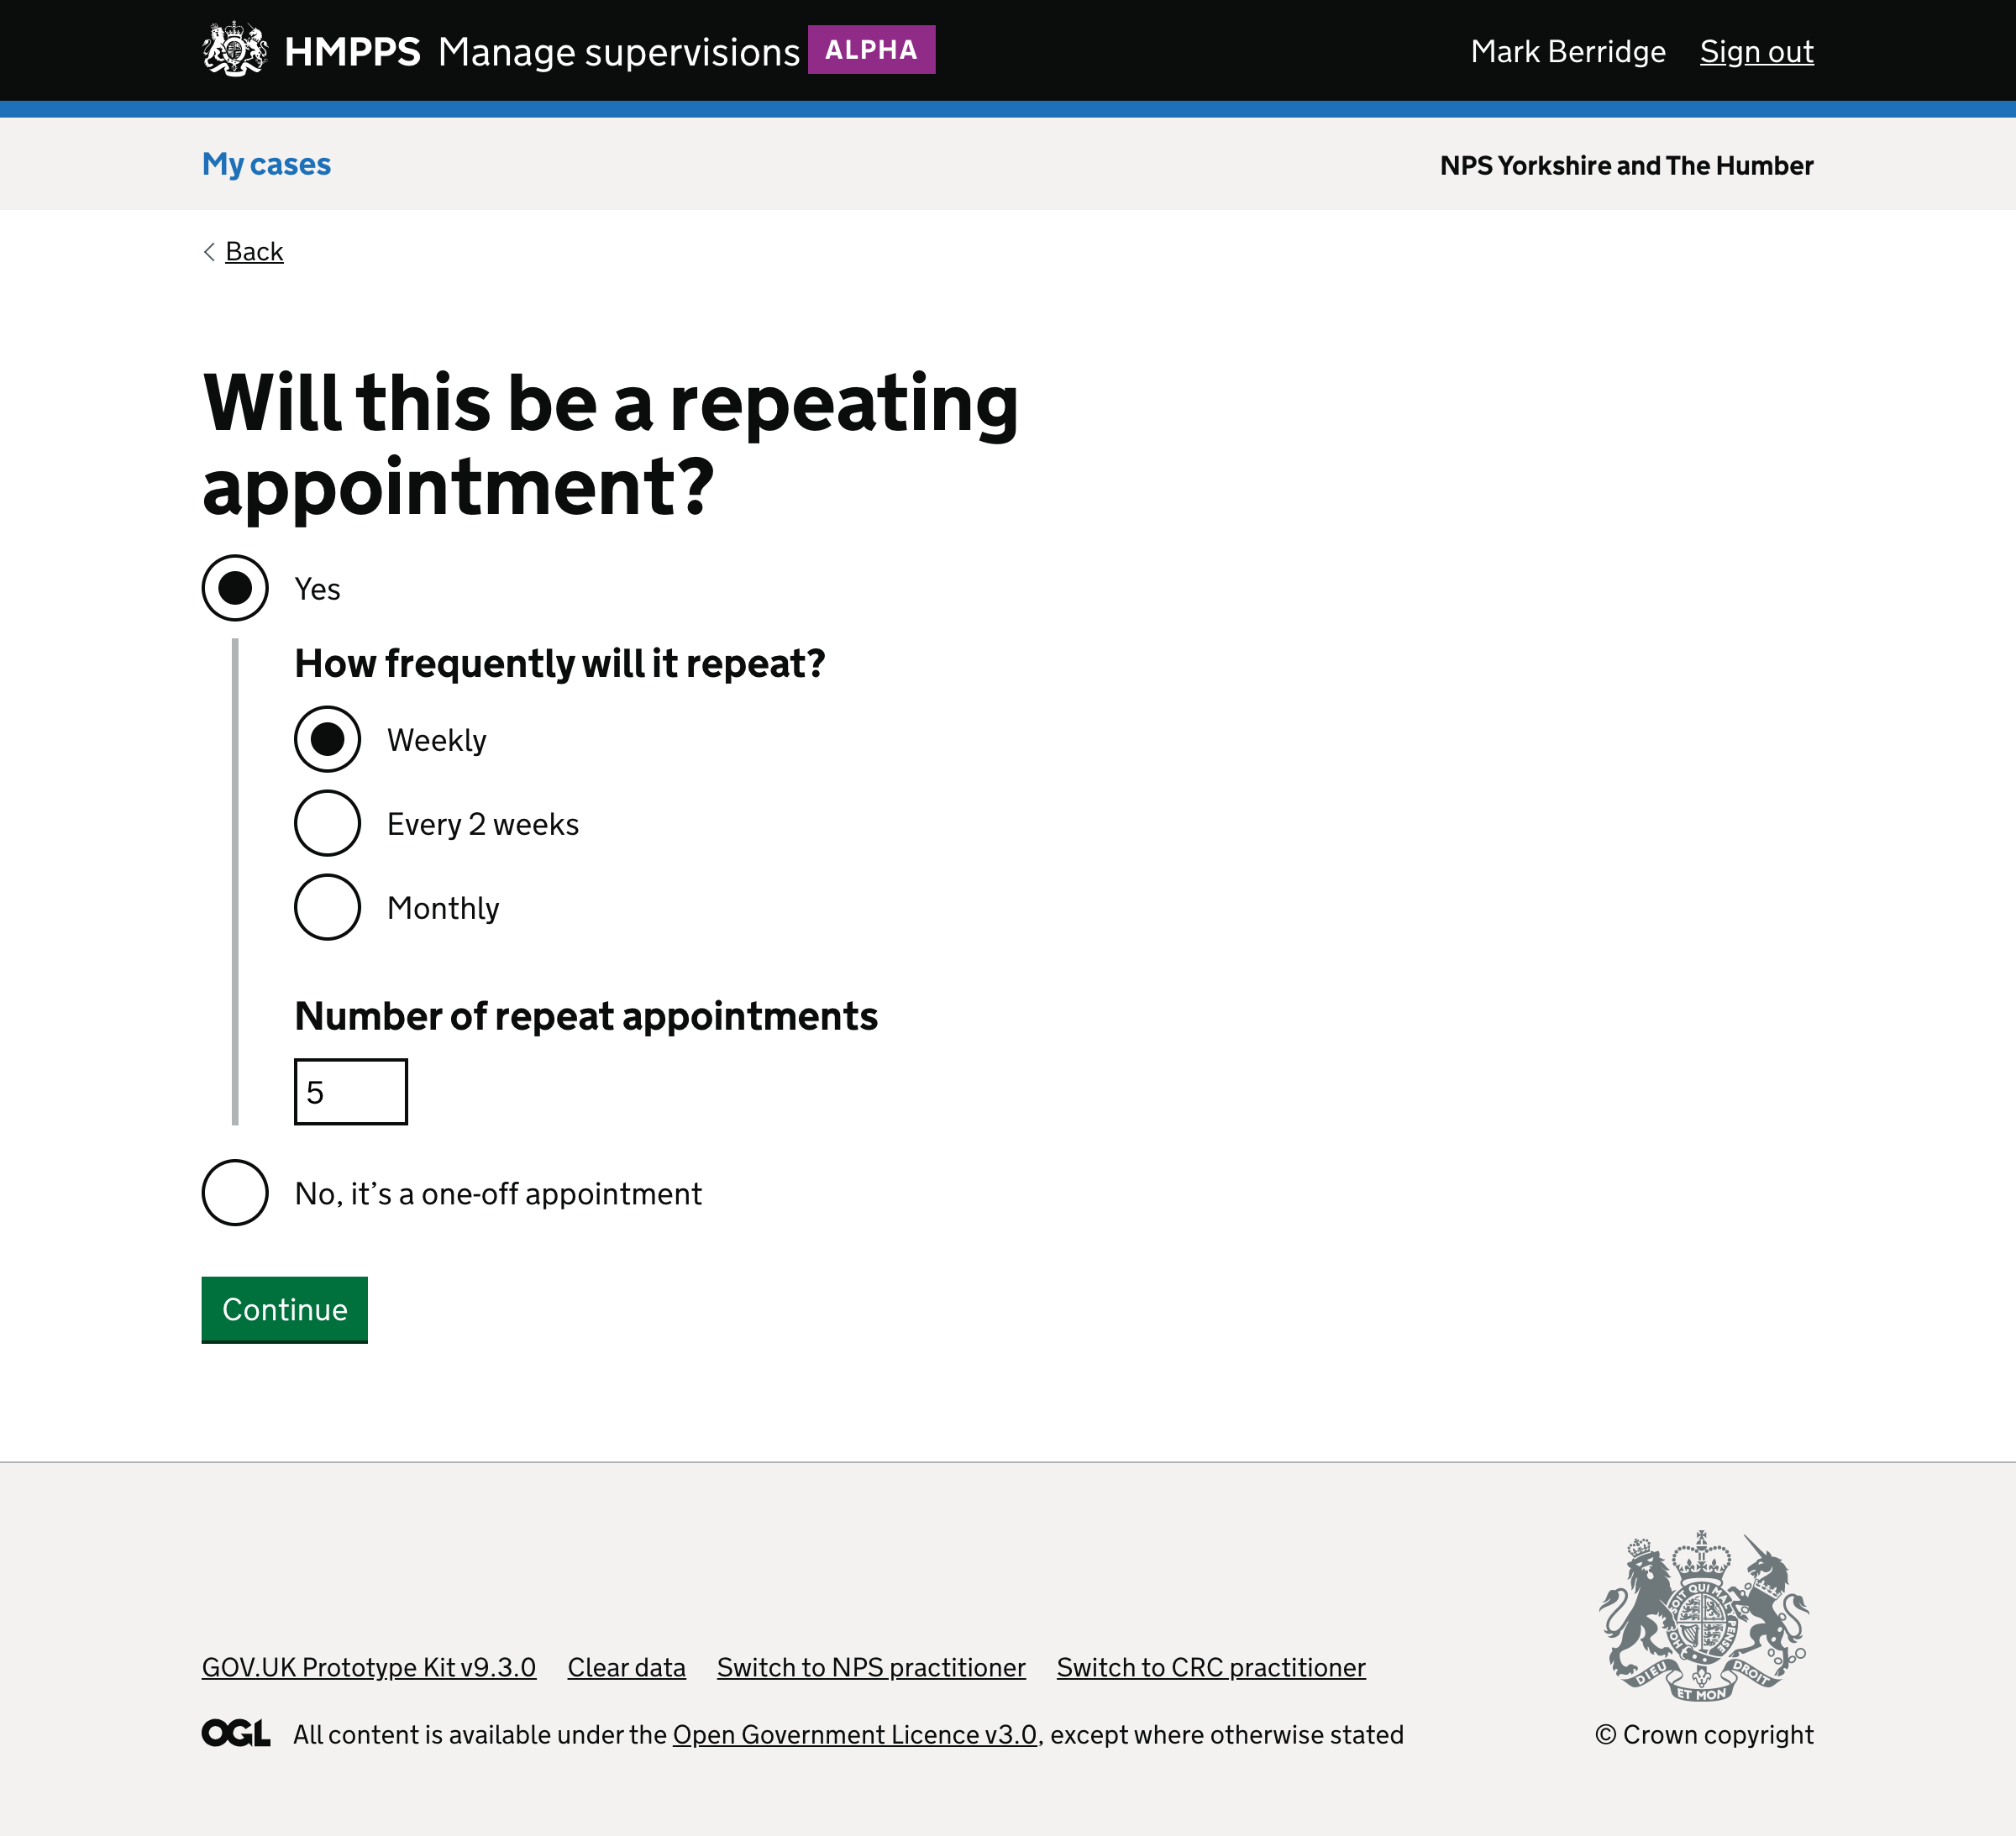 HMPPS Manage supervisions ALPHA
Mark Berridge Sign out
My cases
NPS Yorkshire and The Humber
Back
Will this be a repeating
appointment?
Yes
How frequently will it repeat?
Weekly
Every 2 weeks
Monthly
Number of repeat appointments
5
No, it’s a one-off appointment
Continue
GOV.UK Prototype Kit v9.3.0 Clear data Switch to NPS practitioner Switch to CRC practitioner
DIEU ET MON DROIT
OGL All content is available under the Open Government Licence v3.0, except where otherwise stated
© Crown copyright